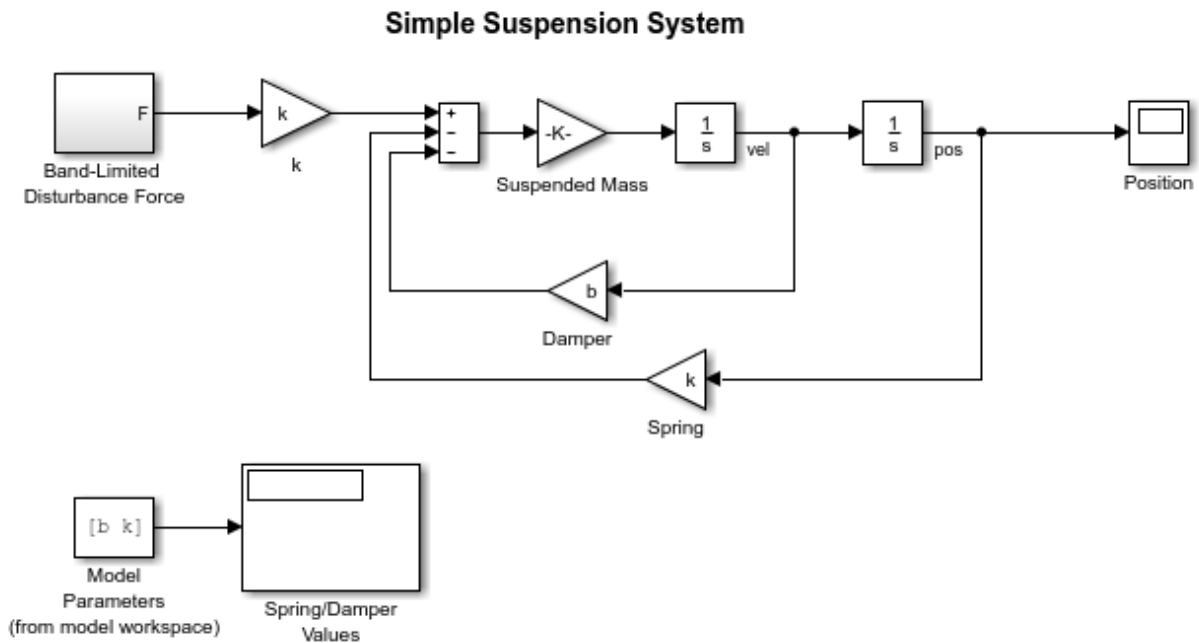 Simple Suspension System
F
Band-Limited
Disturbance Force
k
k
+
−
−
-K-
Suspended Mass
1
s
vel
1
s
pos
Position
b
Damper
k
Spring
[b k]
Model
Parameters
(from model workspace)
Spring/Damper
Values